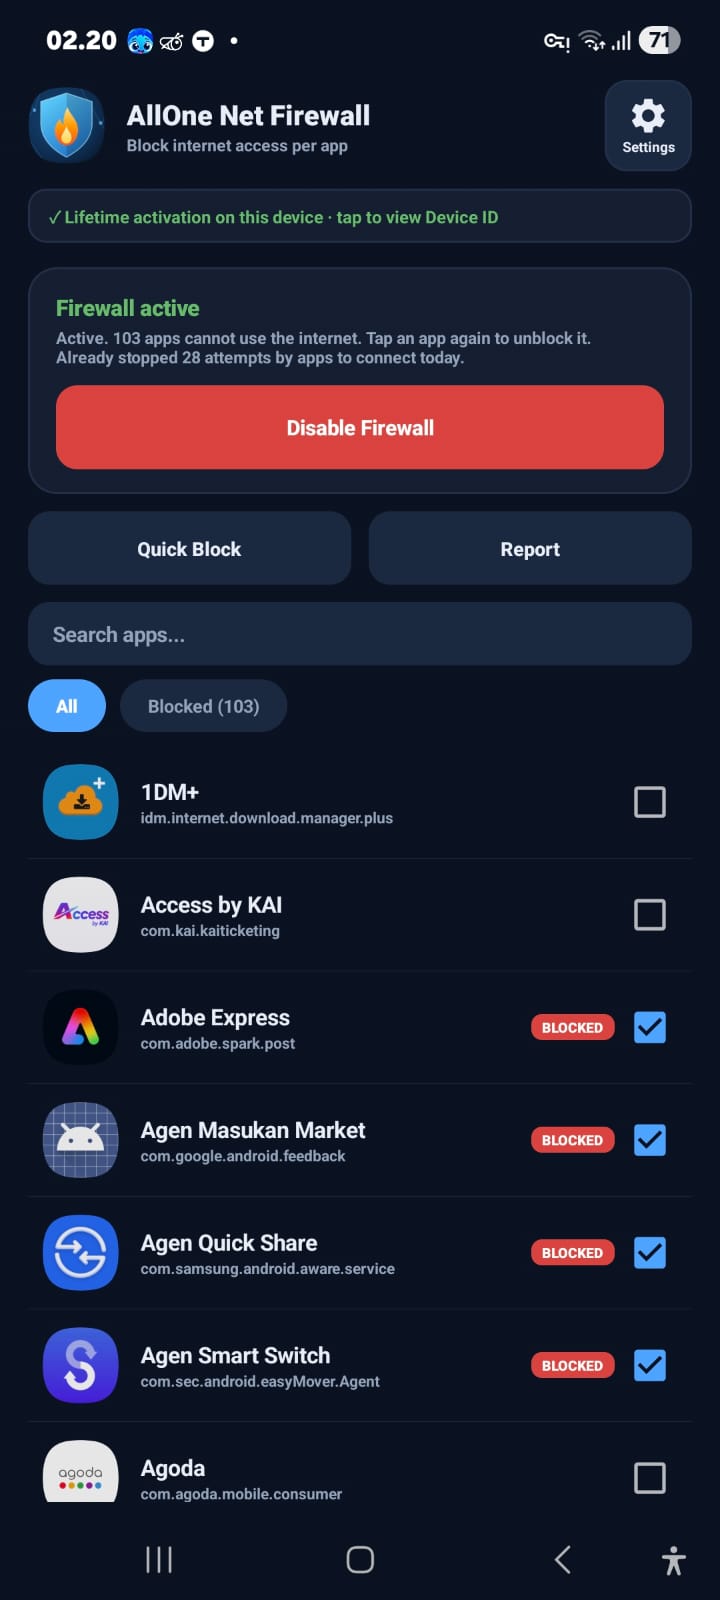 02.20
71
AllOne Net Firewall
Block internet access per app
Settings
✓ Lifetime activation on this device · tap to view Device ID
Firewall active
Active. 103 apps cannot use the internet. Tap an app again to unblock it.
Already stopped 28 attempts by apps to connect today.
Disable Firewall
Quick Block
Report
Search apps...
All
Blocked (103)
1DM+
idm.internet.download.manager.plus
Access by KAI
Access by KAI
com.kai.kaiticketing
Adobe Express
BLOCKED
com.adobe.spark.post
Agen Masukan Market
BLOCKED
com.google.android.feedback
Agen Quick Share
BLOCKED
com.samsung.android.aware.service
Agen Smart Switch
BLOCKED
com.sec.android.easyMover.Agent
agoda
Agoda
com.agoda.mobile.consumer